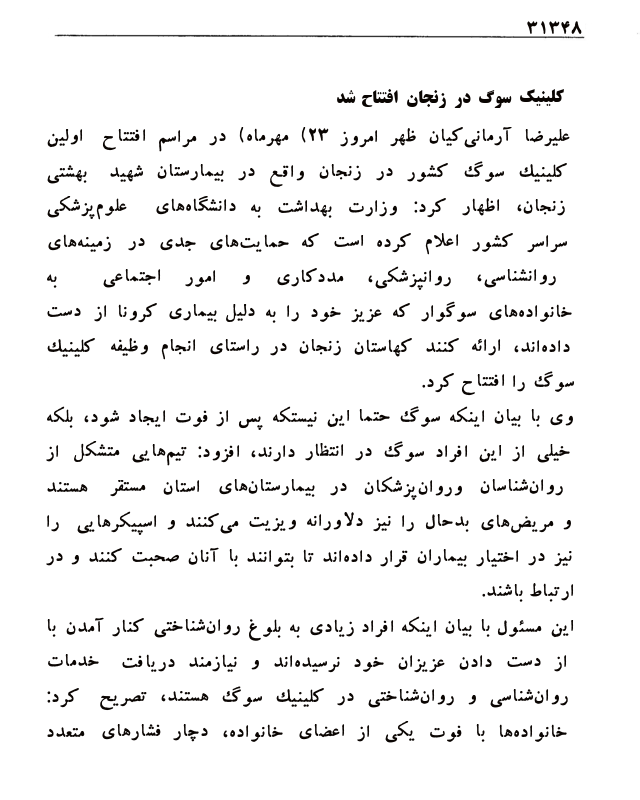 ۳۱۳۴۸
کلینیک سوگ در زنجان افتتاح شد
علیرضا آرمانی‌کیان ظهر امروز ۲۳) مهرماه) در مراسم افتتاح اولین
کلینیک سوگ کشور در زنجان واقع در بیمارستان شهید بهشتی
زنجان، اظهار کرد: وزارت بهداشت به دانشگاه‌های علوم‌پزشکی
سراسر کشور اعلام کرده است که حمایت‌های جدی در زمینه‌های
روانشناسی، روانپزشکی، مددکاری و امور اجتماعی به
خانواده‌های سوگوار که عزیز خود را به دلیل بیماری کرونا از دست
داده‌اند، ارائه کنند کهاستان زنجان در راستای انجام وظیفه کلینیک
سوگ را افتتاح کرد.
وی با بیان اینکه سوگ حتما این نیستکه پس از فوت ایجاد شود، بلکه
خیلی از این افراد سوگ در انتظار دارند، افزود: تیم‌هایی متشکل از
روان‌شناسان وروان‌پزشکان در بیمارستان‌های استان مستقر هستند
و مریض‌های بدحال را نیز دلاورانه ویزیت می‌کنند و اسپیکرهایی را
نیز در اختیار بیماران قرار داده‌اند تا بتوانند با آنان صحبت کنند و در
ارتباط باشند.
این مسئول با بیان اینکه افراد زیادی به بلوغ روان‌شناختی کنار آمدن با
از دست دادن عزیزان خود نرسیده‌اند و نیازمند دریافت خدمات
روان‌شناسی و روان‌شناختی در کلینیک سوگ هستند، تصریح کرد:
خانواده‌ها با فوت یکی از اعضای خانواده، دچار فشارهای متعدد